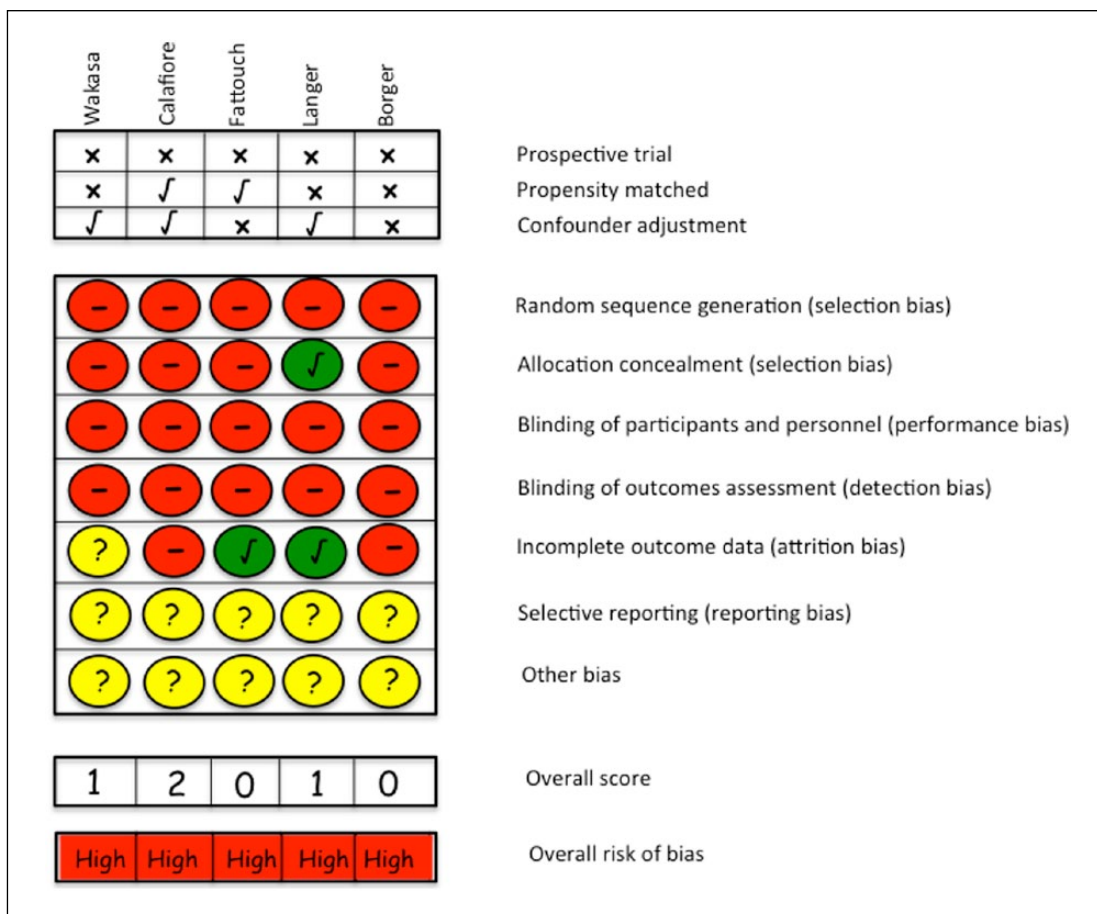 Wakasa Calafiore Fattouch Langer Borger
× × × × × Prospective trial
× √ √ × × Propensity matched
√ √ × √ × Confounder adjustment
- - - - - Random sequence generation (selection bias)
- - - √ - Allocation concealment (selection bias)
- - - - - Blinding of participants and personnel (performance bias)
- - - - - Blinding of outcomes assessment (detection bias)
? - √ √ - Incomplete outcome data (attrition bias)
? ? ? ? ? Selective reporting (reporting bias)
? ? ? ? ? Other bias
1 2 0 1 0 Overall score
High High High High High Overall risk of bias